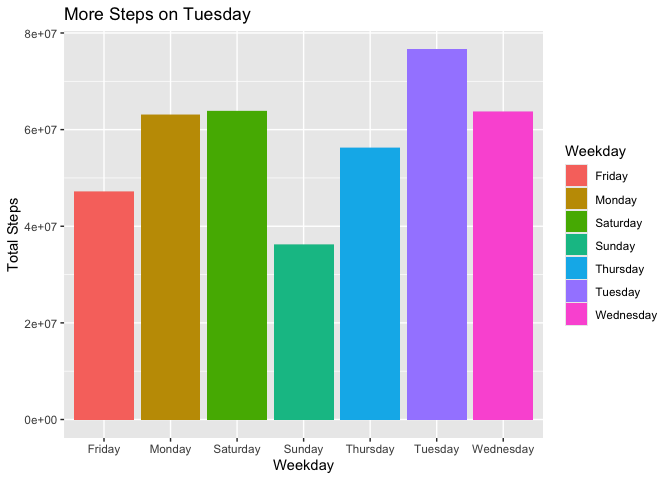 More Steps on Tuesday
Total Steps
8e+07
6e+07
4e+07
2e+07
0e+00
Friday Monday Saturday Sunday Thursday Tuesday Wednesday
Weekday
Weekday
Friday
Monday
Saturday
Sunday
Thursday
Tuesday
Wednesday